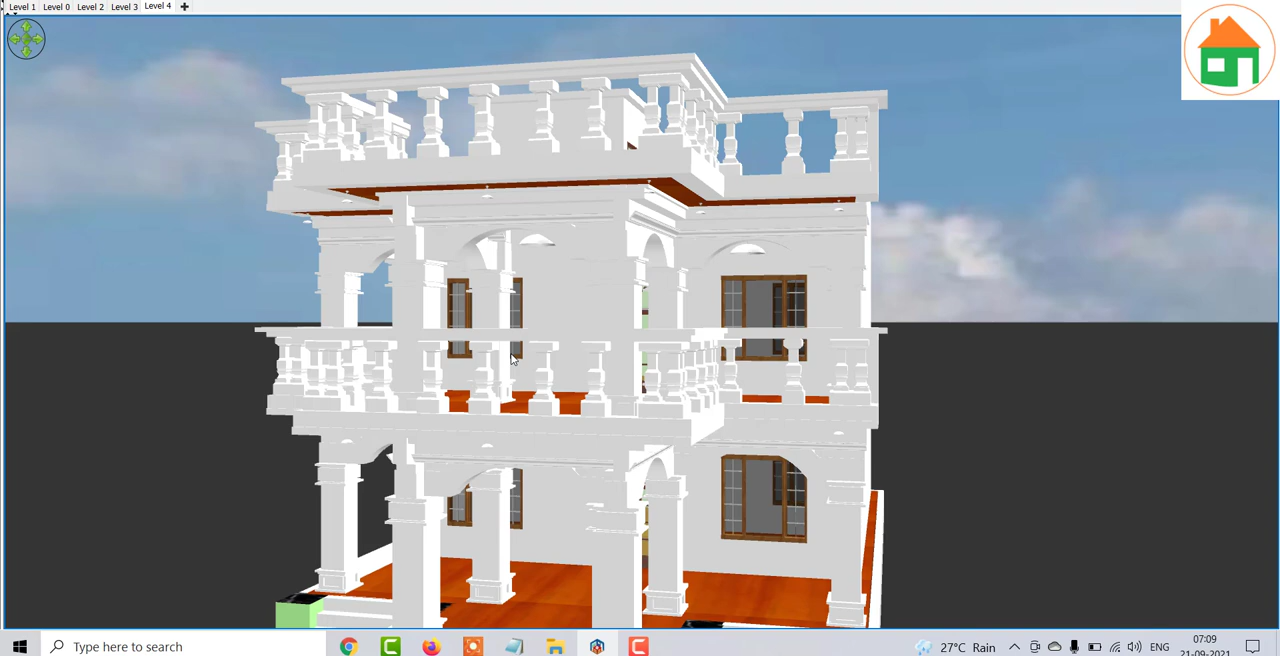 Level 1 Level 0 Level 2 Level 3 Level 4
Type here to search
27°C Rain
ENG
07:09
21-09-2021